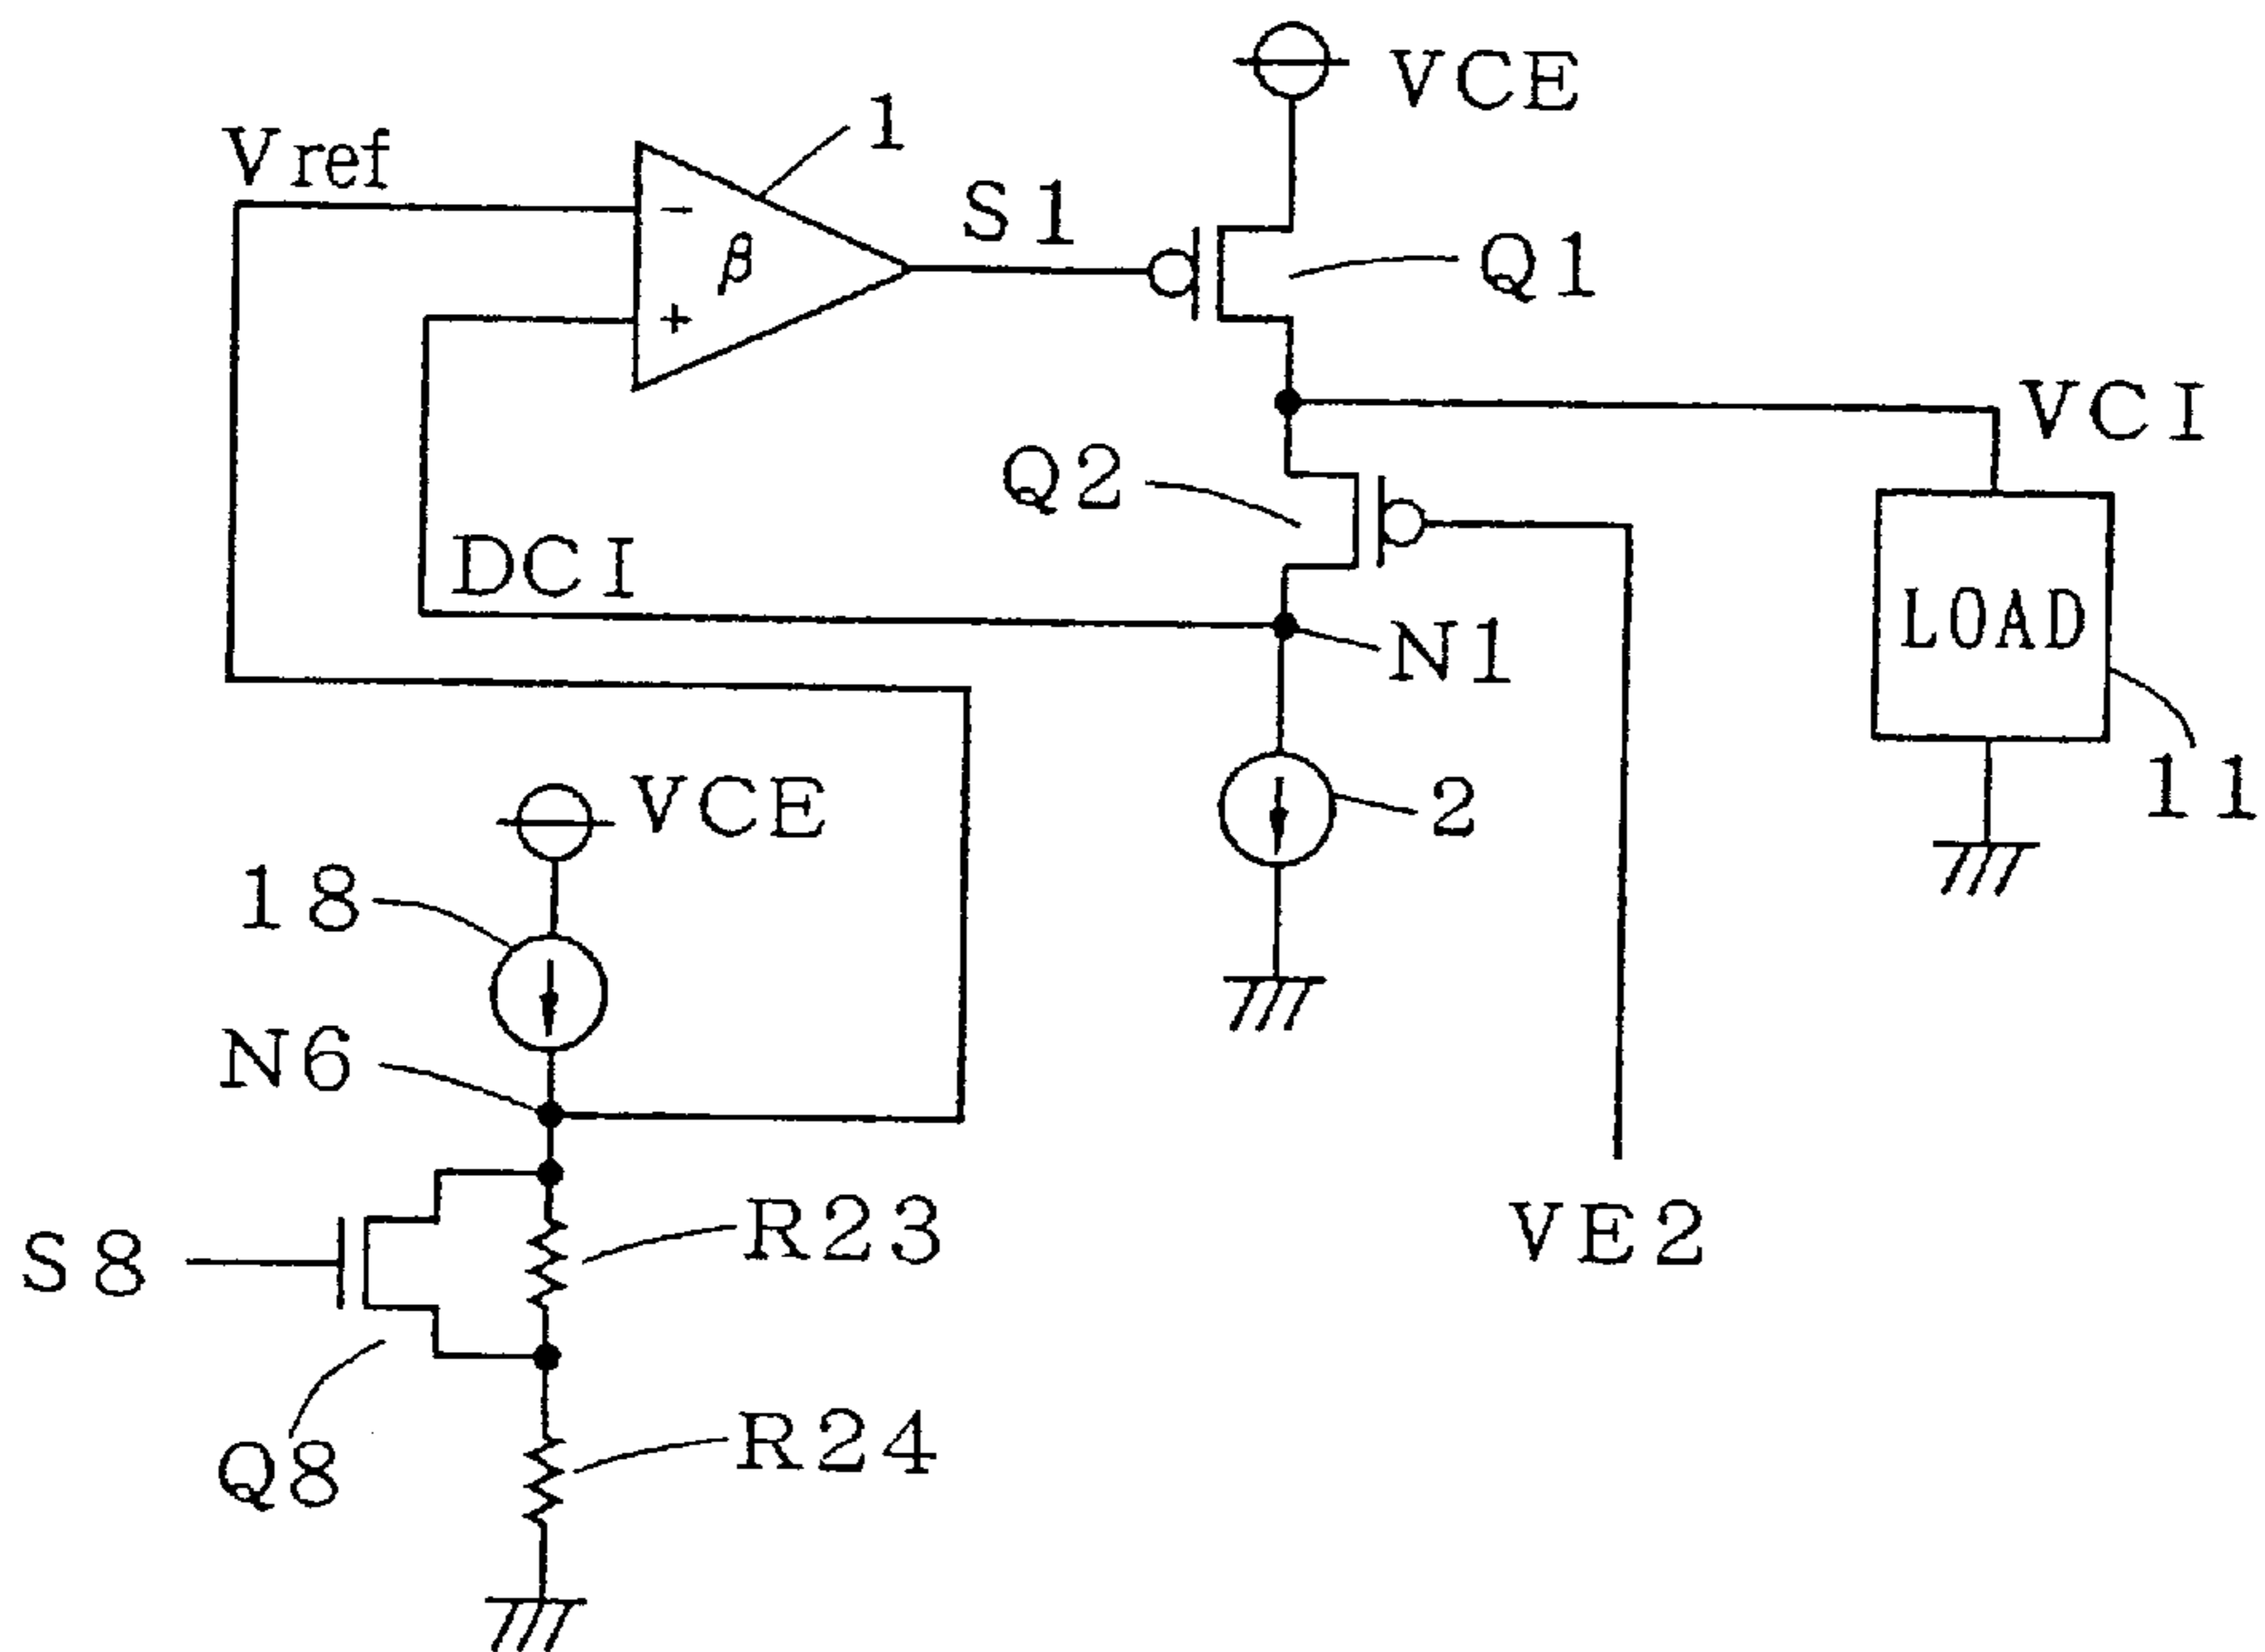 VCE
Vref
1
S1
-
β
+
Q1
VCI
Q2
DCI
LOAD
N1
VCE
2
11
18
N6
S8
R23
VE2
Q8
R24